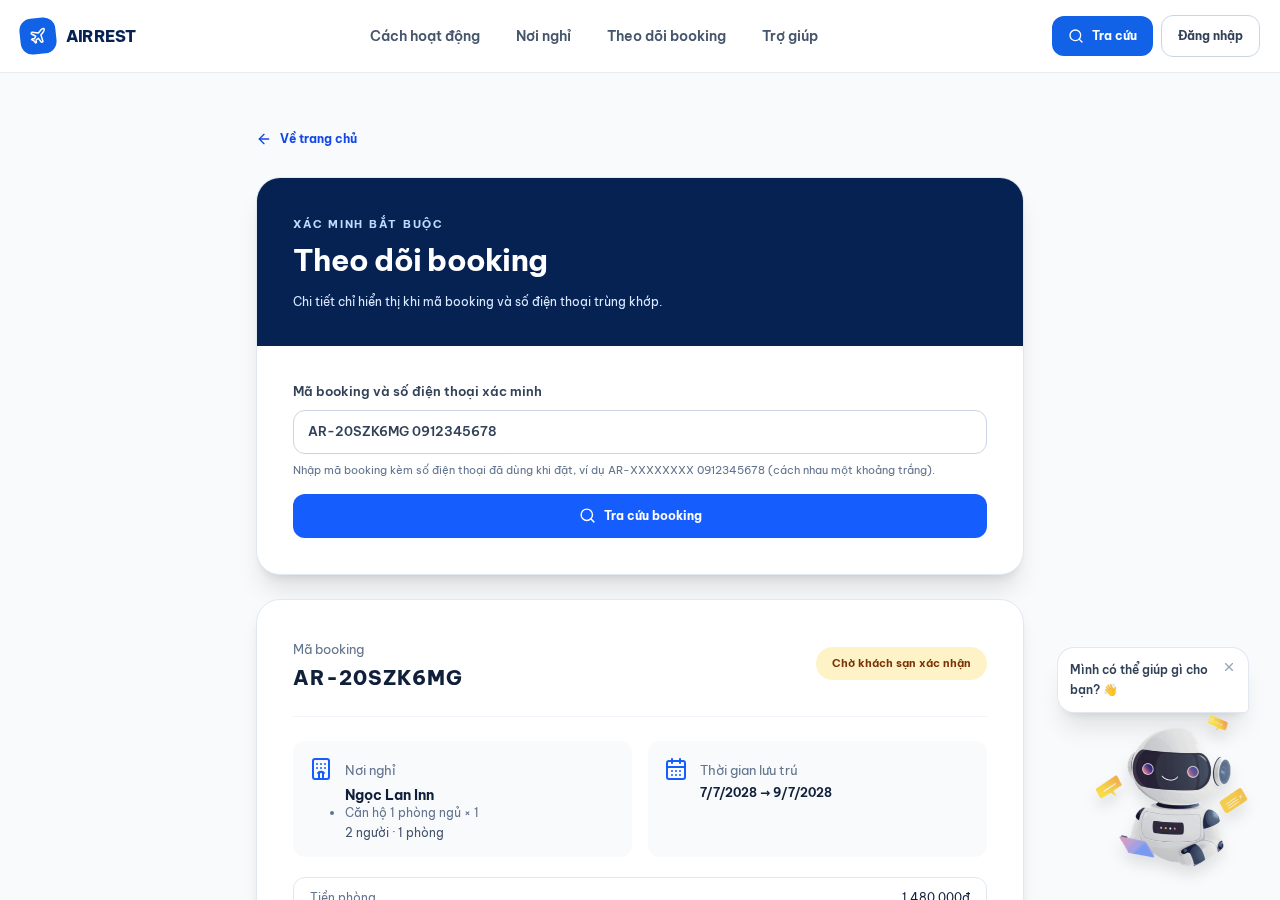 AIRREST
Cách hoạt động
Nơi nghỉ
Theo dõi booking
Trợ giúp
Tra cứu
Đăng nhập
Về trang chủ
XÁC MINH BẮT BUỘC
Theo dõi booking
Chi tiết chỉ hiển thị khi mã booking và số điện thoại trùng khớp.
Mã booking và số điện thoại xác minh
AR-20SZK6MG 0912345678
Nhập mã booking kèm số điện thoại đã dùng khi đặt, ví dụ AR-XXXXXXXX 0912345678 (cách nhau một khoảng trắng).
Tra cứu booking
Mã booking
AR-20SZK6MG
Chờ khách sạn xác nhận
Nơi nghỉ
Ngọc Lan Inn
• Căn hộ 1 phòng ngủ × 1
2 người · 1 phòng
Thời gian lưu trú
7/7/2028 → 9/7/2028
Mình có thể giúp gì cho
bạn? 👋
Tiền phòng
1.480.000đ